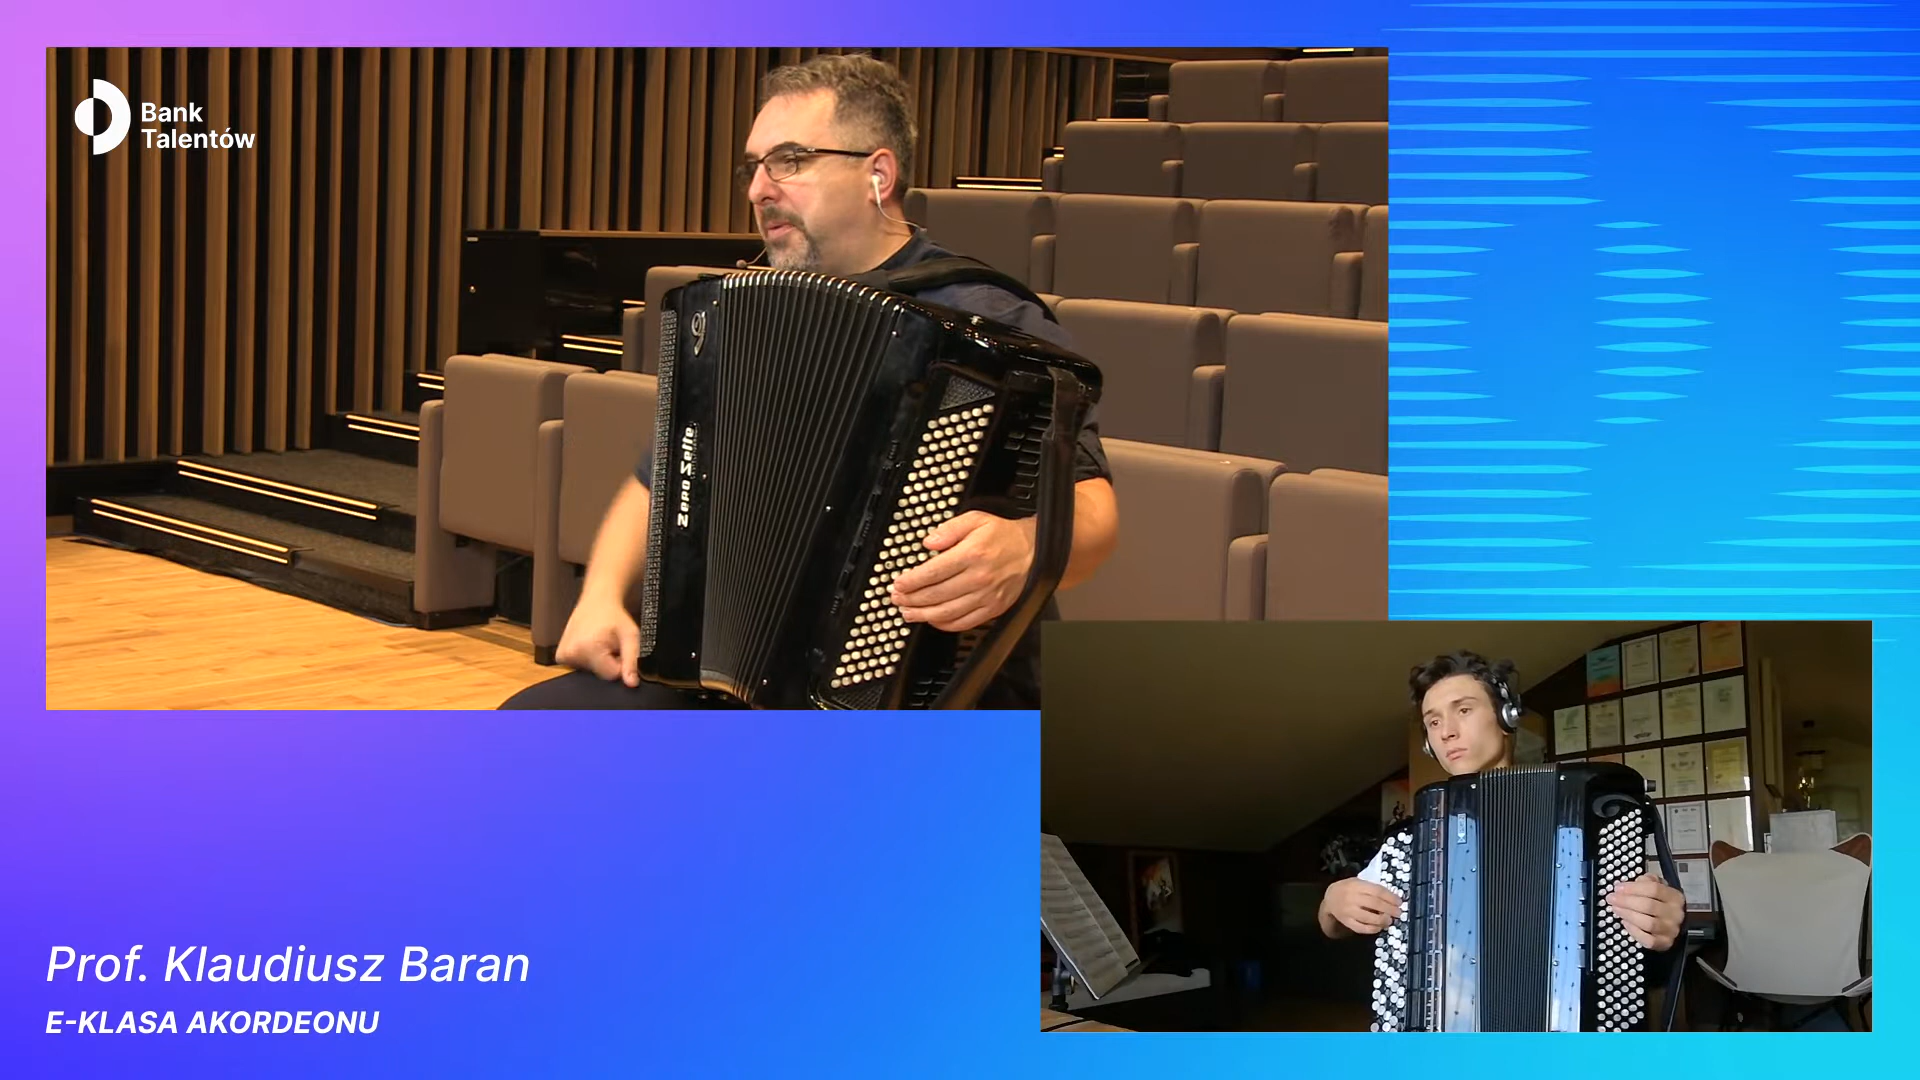 Bank
Talentów
Zero Sette
Prof. Klaudiusz Baran
E-KLASA AKORDEONU